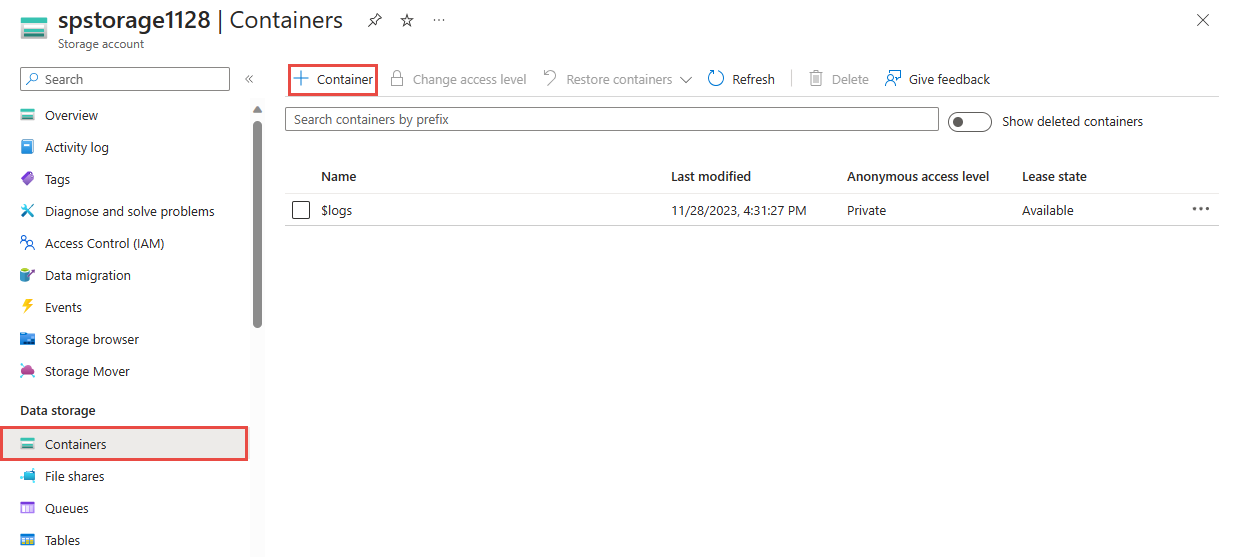 spstorage1128 | Containers
Storage account
Search
Container
Change access level
Restore containers
Refresh
Delete
Give feedback
Overview
Activity log
Tags
Diagnose and solve problems
Access Control (IAM)
Data migration
Events
Storage browser
Storage Mover
Data storage
Containers
File shares
Queues
Tables
Search containers by prefix
Show deleted containers
Name Last modified Anonymous access level Lease state
$logs 11/28/2023, 4:31:27 PM Private Available